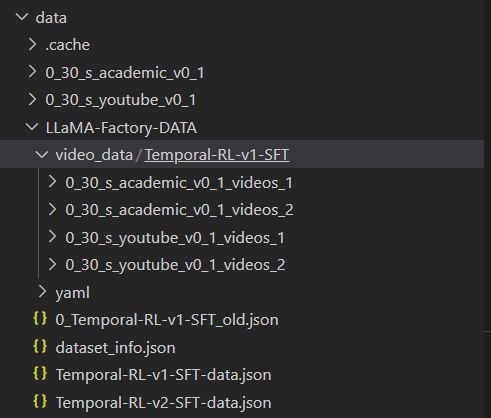 data
.cache
0_30_s_academic_v0_1
0_30_s_youtube_v0_1
LLaMA-Factory-DATA
video_data/Temporal-RL-v1-SFT
0_30_s_academic_v0_1_videos_1
0_30_s_academic_v0_1_videos_2
0_30_s_youtube_v0_1_videos_1
0_30_s_youtube_v0_1_videos_2
yaml
{} 0_Temporal-RL-v1-SFT_old.json
{} dataset_info.json
{} Temporal-RL-v1-SFT-data.json
{} Temporal-RL-v2-SFT-data.json